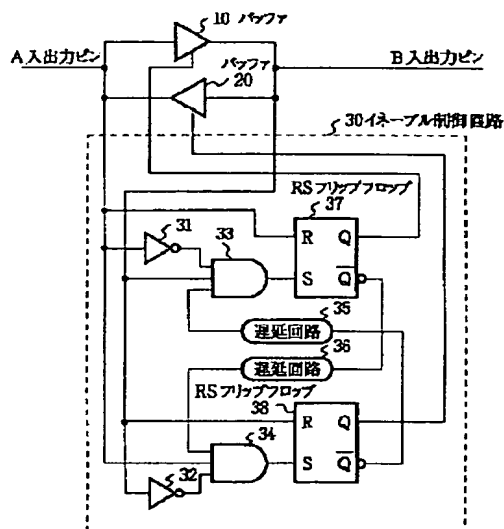 10 バッファ
A入出力ピン
B入出力ピン
バッファ
20
30イネーブル制御回路
RSフリップフロップ
37
31
33
R Q
S Q
35
遅延回路
36
遅延回路
RSフリップフロップ
38
34
R Q
S Q
32